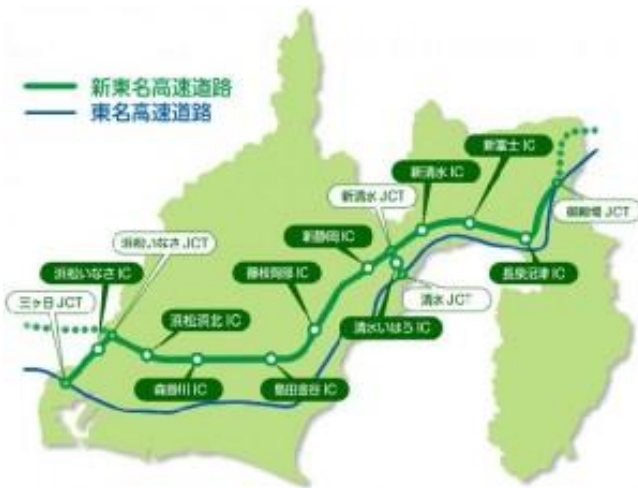 新東名高速道路
東名高速道路
新富士 IC
新清水 IC
新清水 JCT
御殿場 JCT
新静岡 IC
浜松いなさ JCT
浜松いなさ IC
藤枝岡部 IC
長泉沼津 IC
清水 JCT
三ヶ日 JCT
浜松浜北 IC
清水いはら IC
森掛川 IC
島田金谷 IC